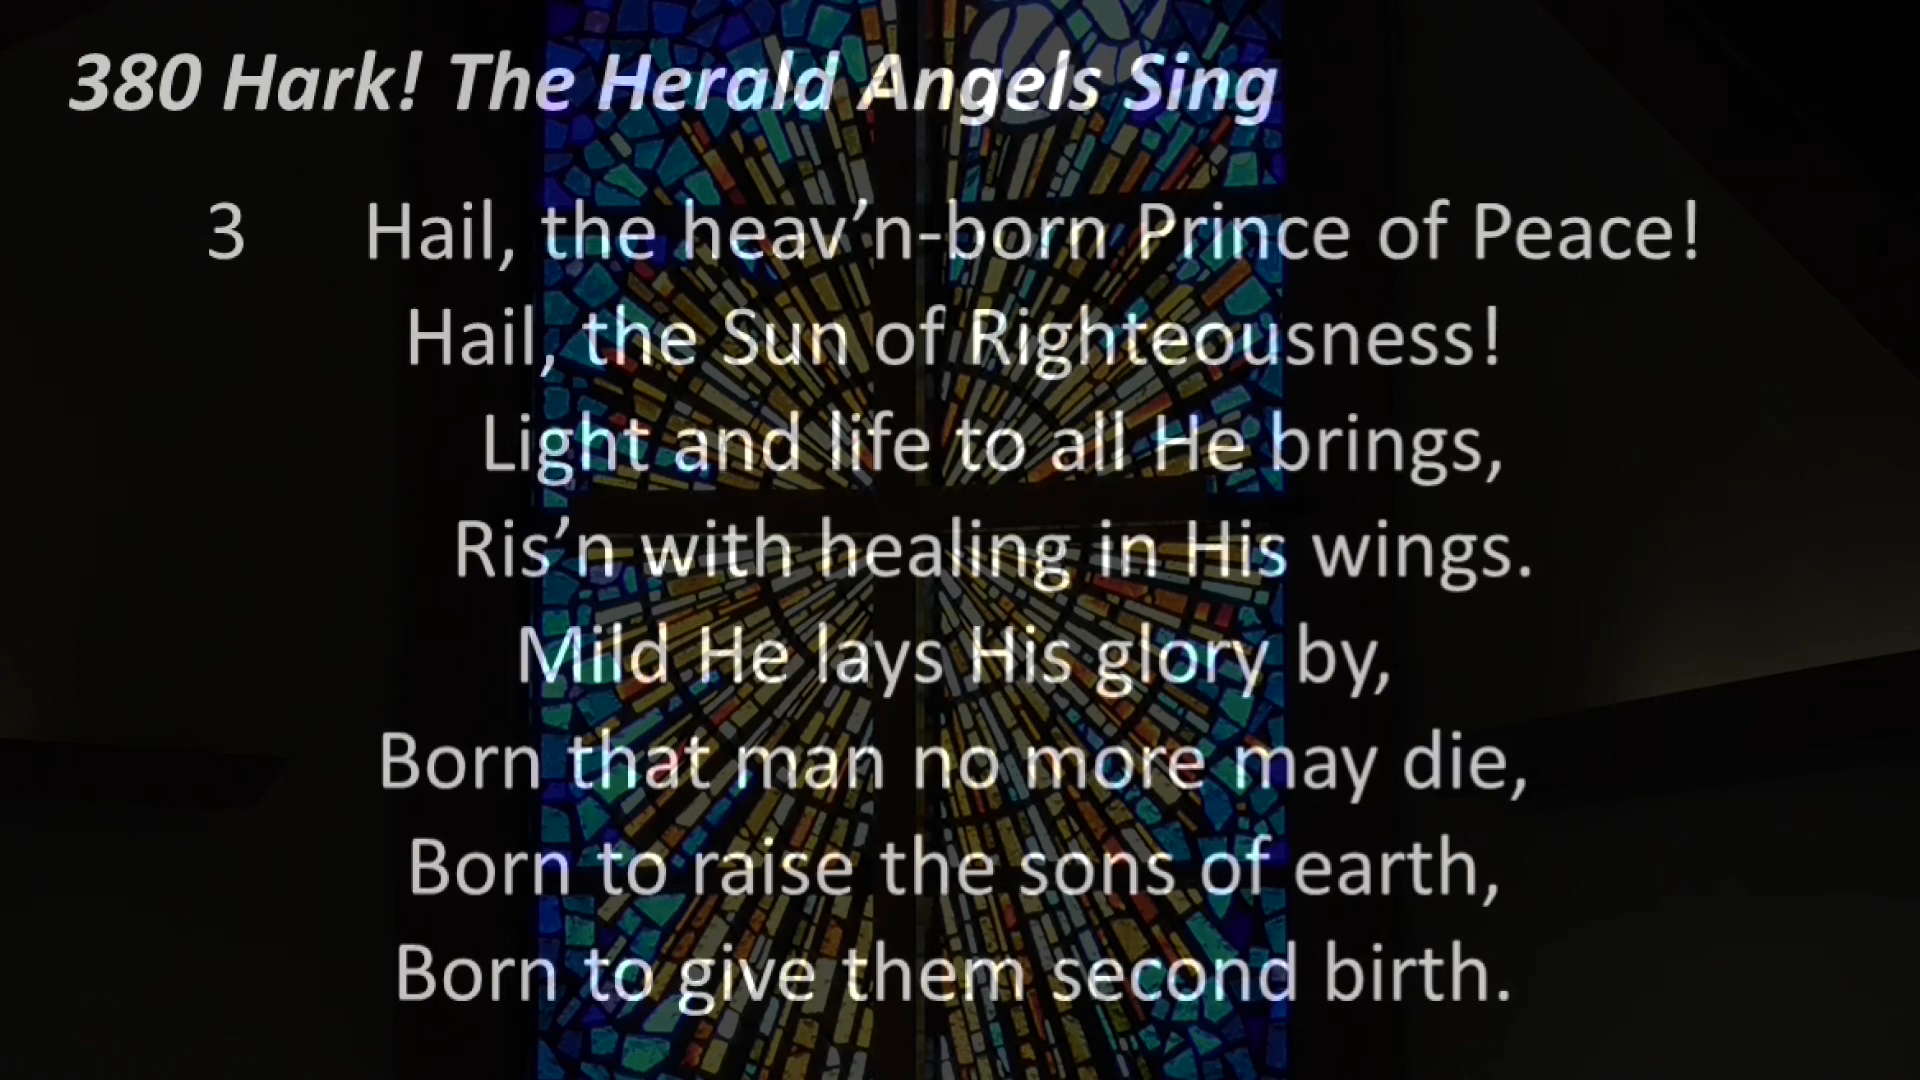 380 Hark! The Herald Angels Sing
3 Hail, the heav’n-born Prince of Peace!
Hail, the Sun of Righteousness!
Light and life to all He brings,
Ris’n with healing in His wings.
Mild He lays His glory by,
Born that man no more may die,
Born to raise the sons of earth,
Born to give them second birth.